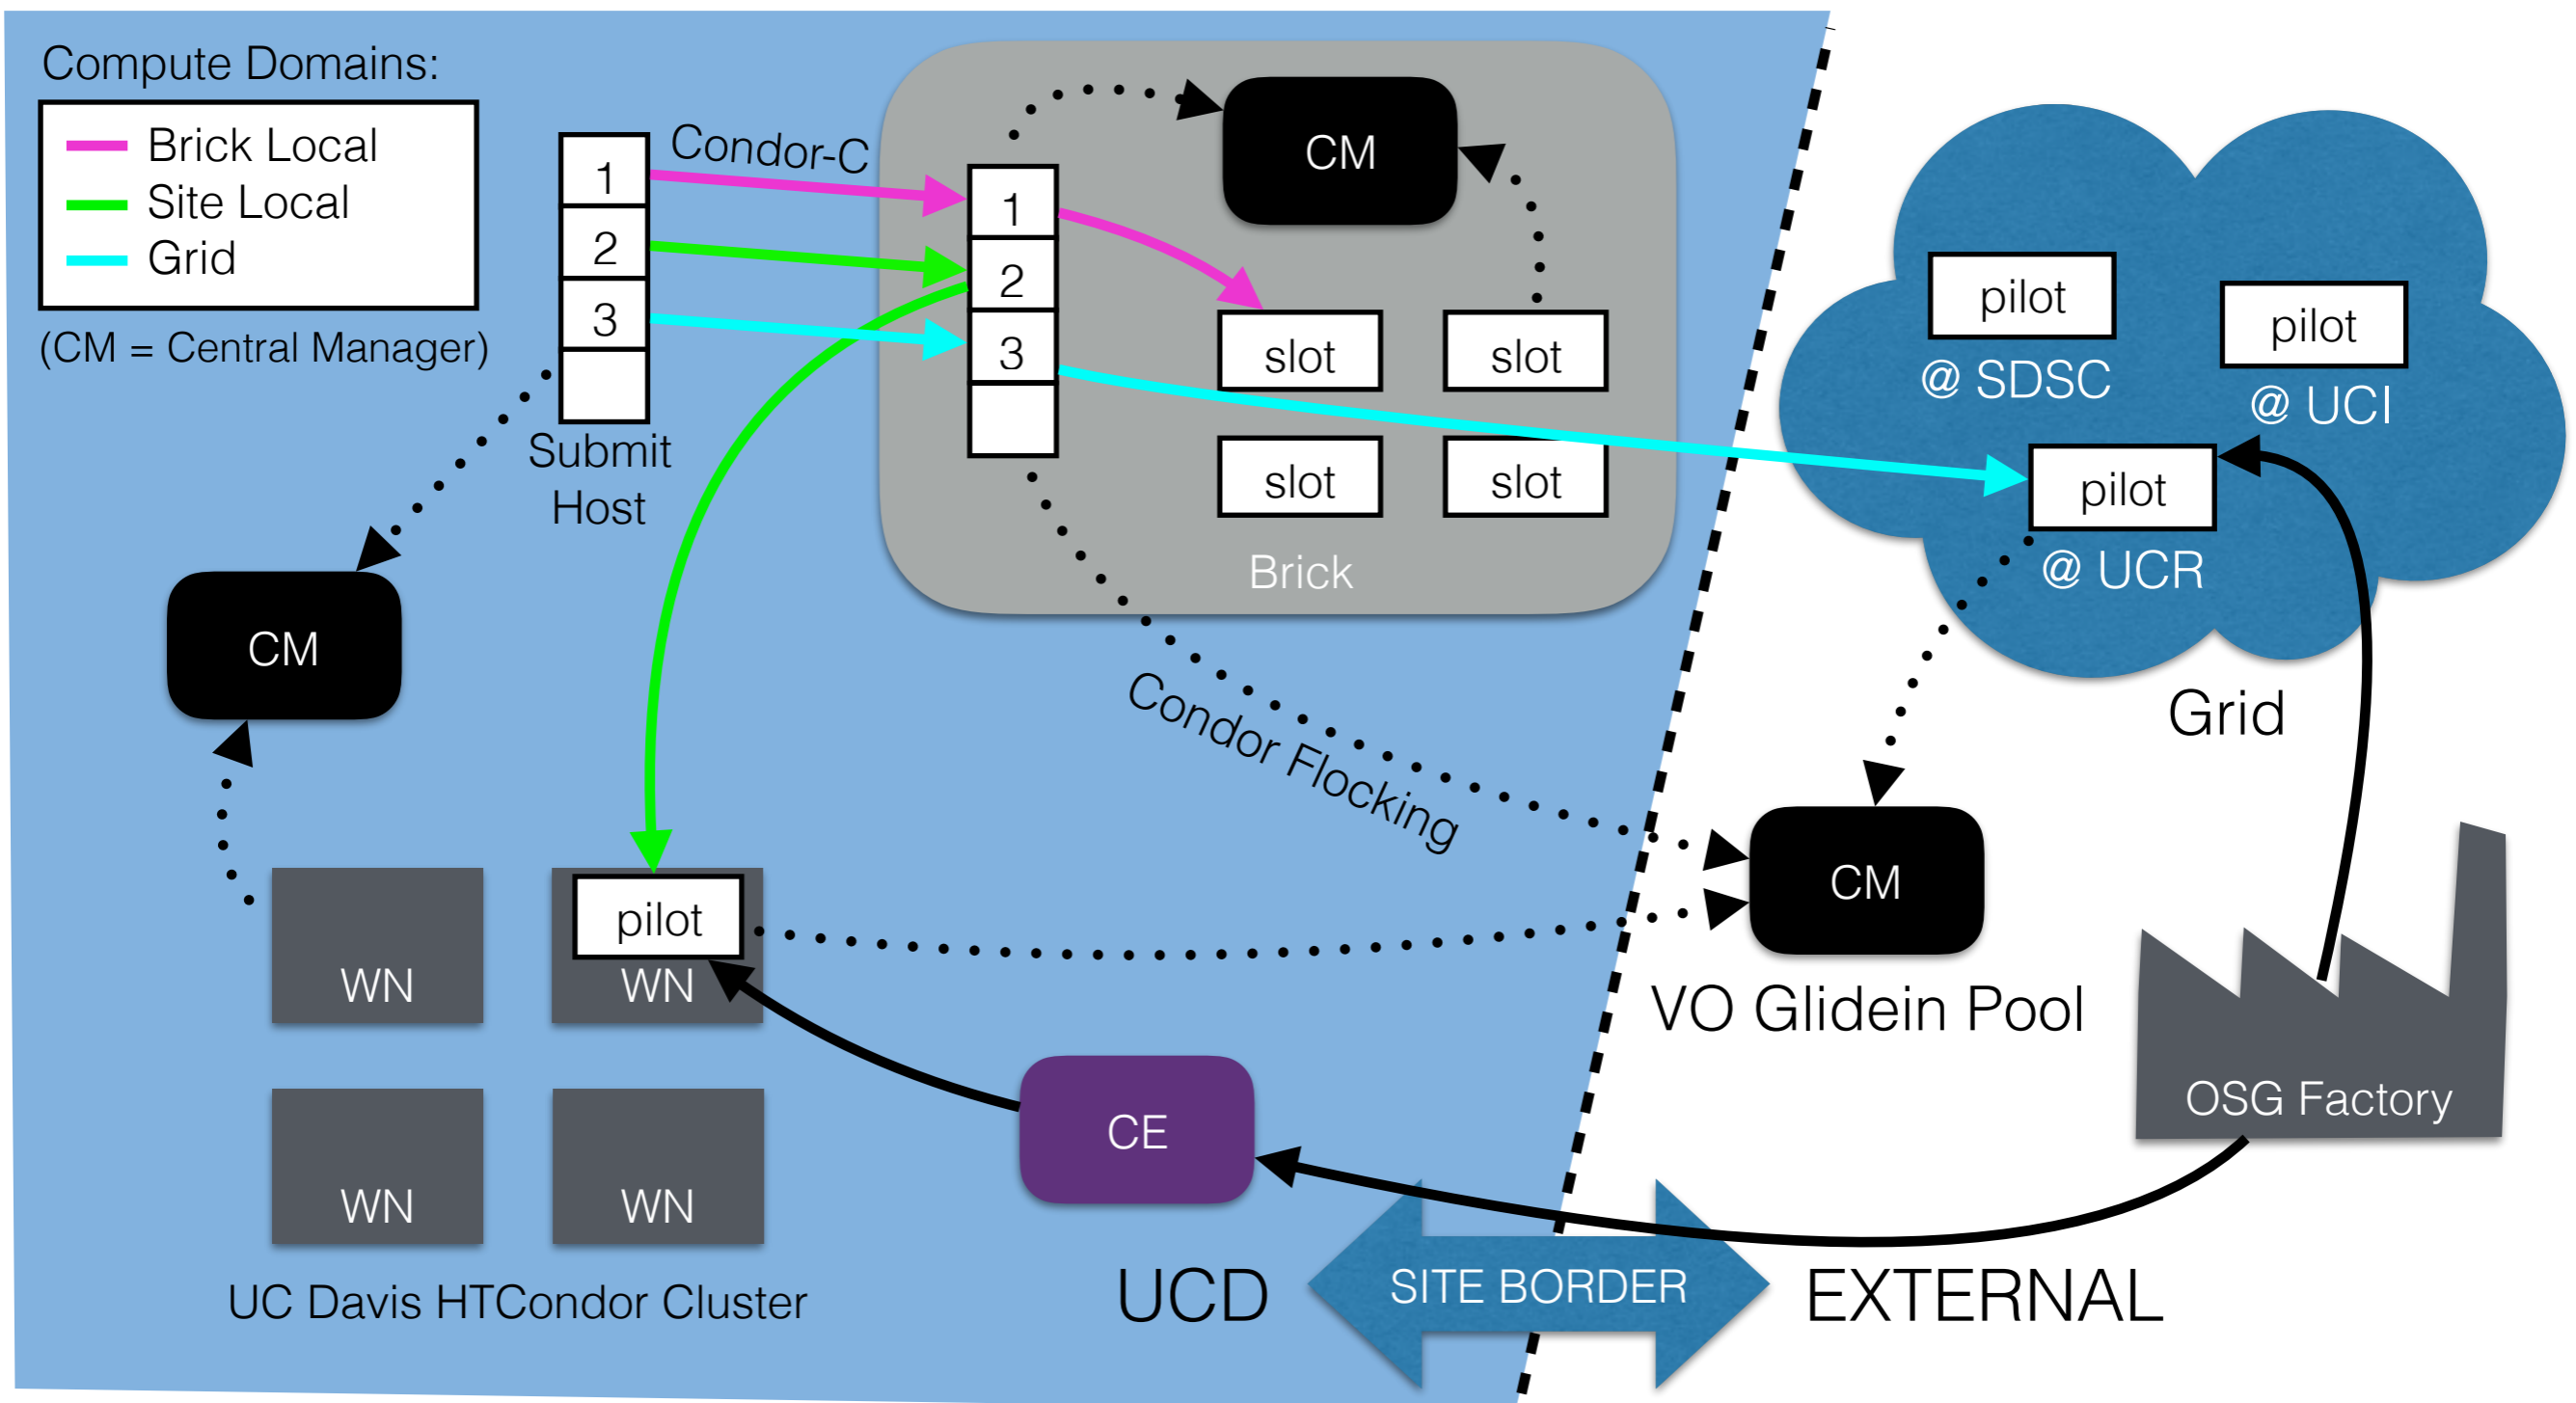 Compute Domains:
Brick Local
Site Local
Grid
(CM = Central Manager)
1
2
3
Submit
Host
Condor-C
1
2
3
CM
slot
slot
slot
slot
Brick
pilot
@ SDSC
pilot
@ UCI
pilot
@ UCR
Grid
CM
Condor Flocking
CM
VO Glidein Pool
WN
pilot
WN
WN
WN
UC Davis HTCondor Cluster
CE
OSG Factory
UCD
SITE BORDER
EXTERNAL